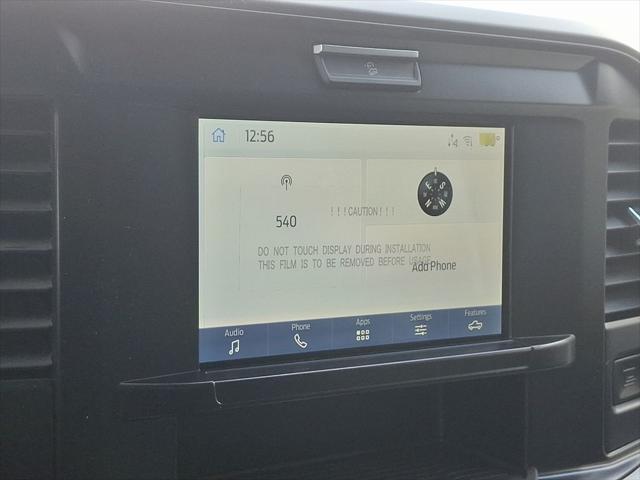 12:56
540
!!!CAUTION!!!
DO NOT TOUCH DISPLAY DURING INSTALLATION
THIS FILM IS TO BE REMOVED BEFORE USAGE
Add Phone
Audio Phone Apps Settings Features